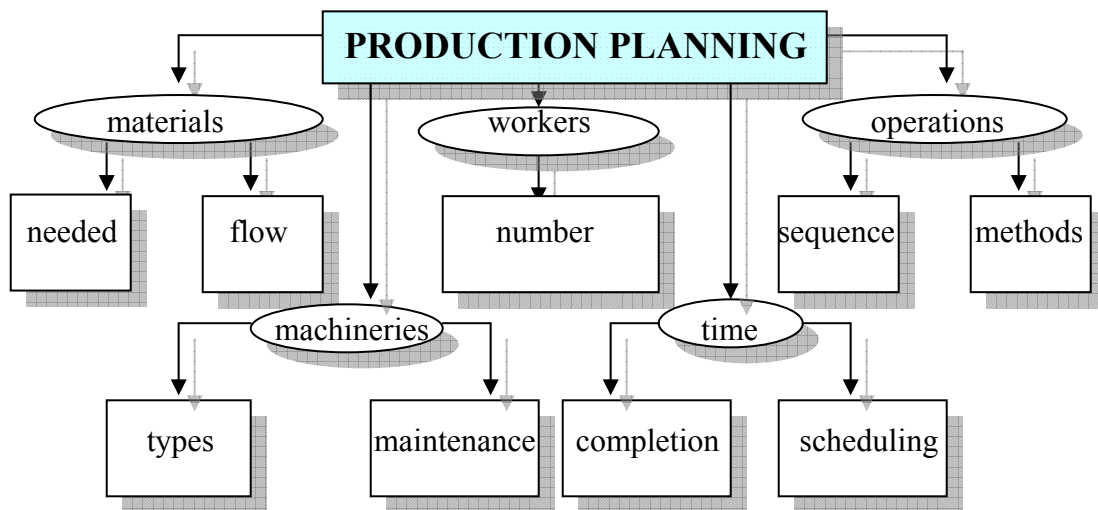 PRODUCTION PLANNING
materials
workers
operations
needed
flow
number
sequence
methods
machineries
time
types
maintenance
completion
scheduling